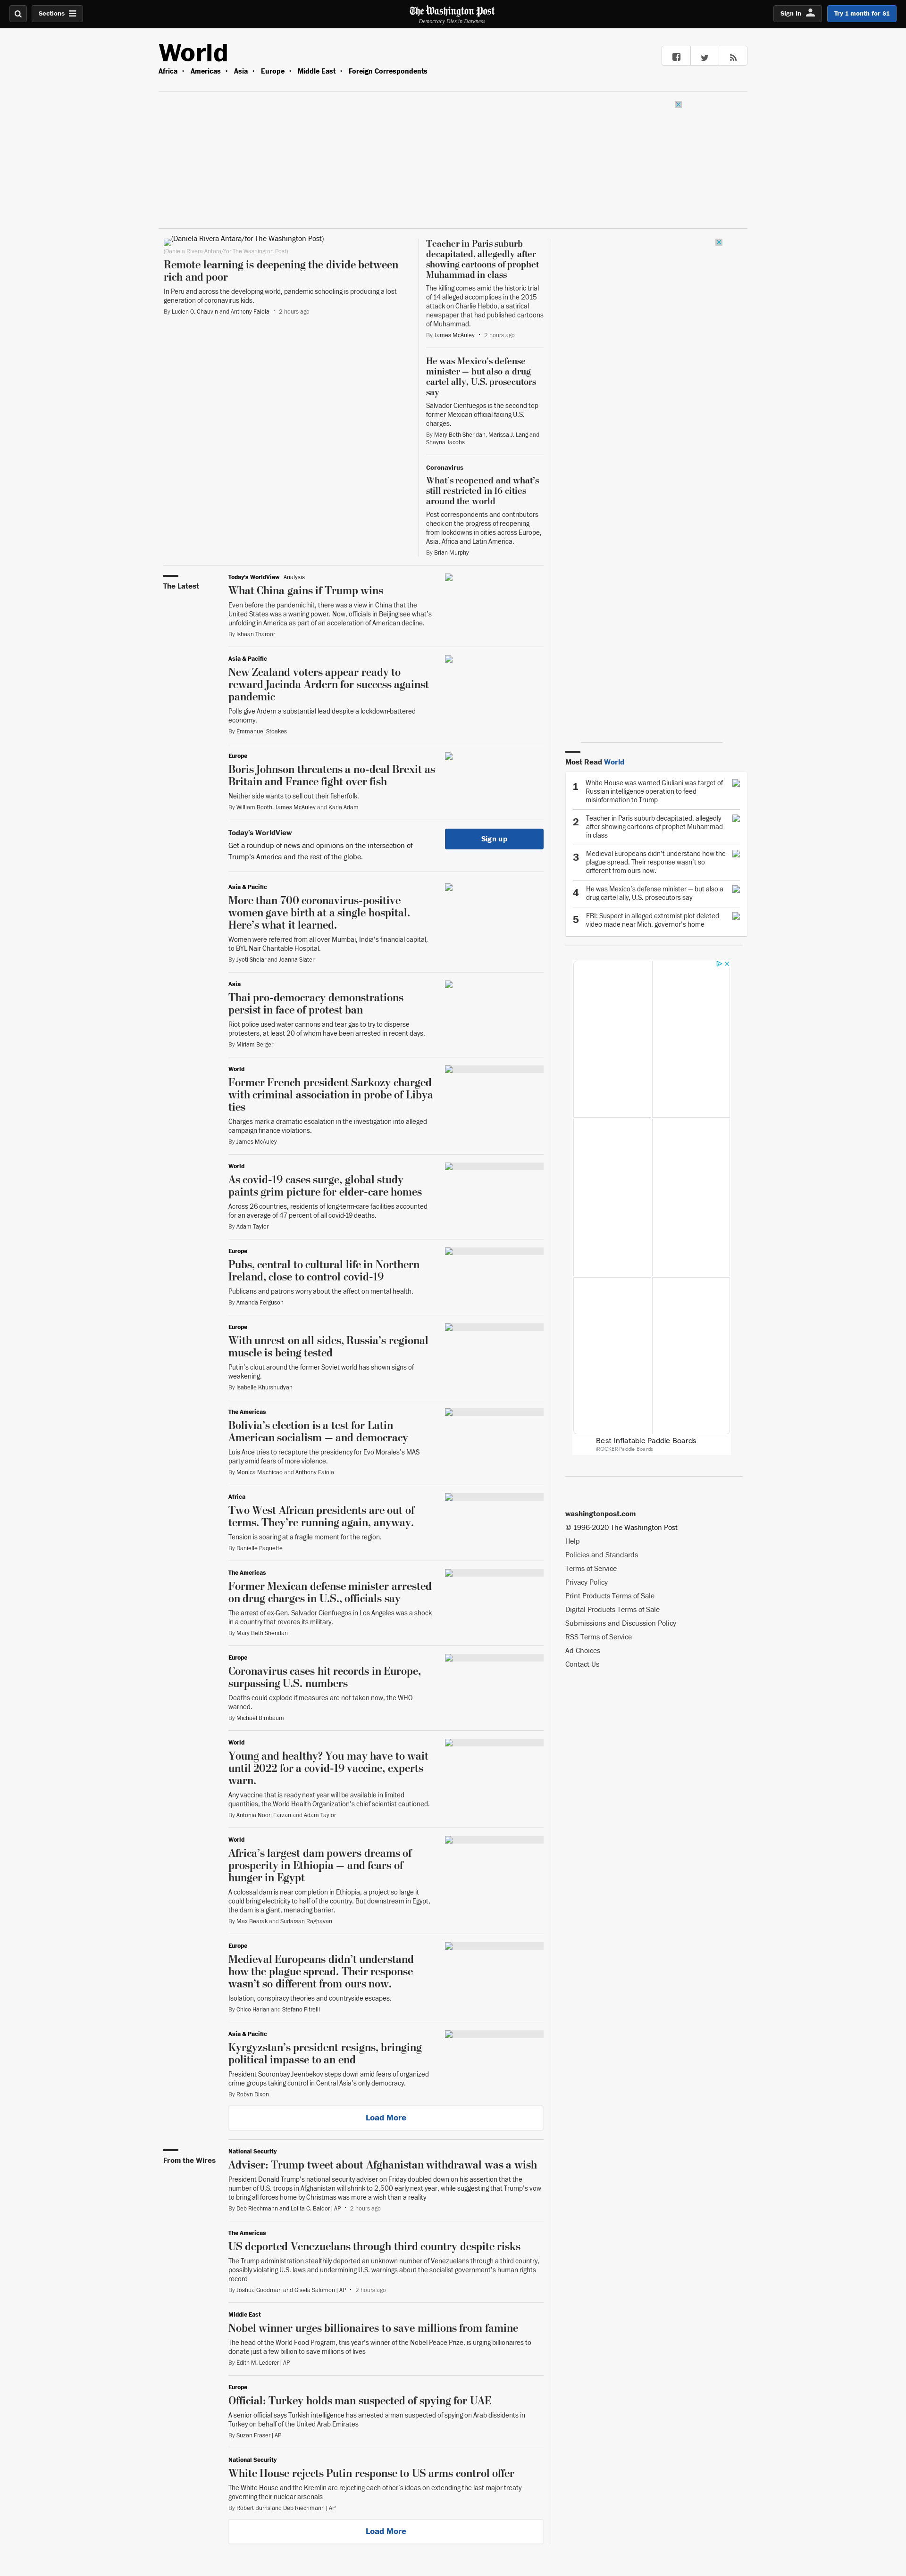 Sections
The Washington Post
Democracy Dies in Darkness
Sign In
Try 1 month for $1
World
Africa • Americas • Asia • Europe • Middle East • Foreign Correspondents
(Daniela Rivera Antara/for The Washington Post)
(Daniela Rivera Antara/for The Washington Post)
Remote learning is deepening the divide between
rich and poor
In Peru and across the developing world, pandemic schooling is producing a lost
generation of coronavirus kids.
By Lucien O. Chauvin and Anthony Faiola • 2 hours ago
Teacher in Paris suburb
decapitated, allegedly after
showing cartoons of prophet
Muhammad in class
The killing comes amid the historic trial
of 14 alleged accomplices in the 2015
attack on Charlie Hebdo, a satirical
newspaper that had published cartoons
of Muhammad.
By James McAuley • 2 hours ago
He was Mexico's defense
minister — but also a drug
cartel ally, U.S. prosecutors
say
Salvador Cienfuegos is the second top
former Mexican official facing U.S.
charges.
By Mary Beth Sheridan, Marissa J. Lang and
Shayna Jacobs
Coronavirus
What's reopened and what's
still restricted in 16 cities
around the world
Post correspondents and contributors
check on the progress of reopening
from lockdowns in cities across Europe,
Asia, Africa and Latin America.
By Brian Murphy
The Latest
Today's WorldView Analysis
What China gains if Trump wins
Even before the pandemic hit, there was a view in China that the
United States was a waning power. Now, officials in Beijing see what's
unfolding in America as part of an acceleration of American decline.
By Ishaan Tharoor
Asia & Pacific
New Zealand voters appear ready to
reward Jacinda Ardern for success against
pandemic
Polls give Ardern a substantial lead despite a lockdown-battered
economy.
By Emmanuel Stoakes
Europe
Boris Johnson threatens a no-deal Brexit as
Britain and France fight over fish
Neither side wants to sell out their fisherfolk.
By William Booth, James McAuley and Karla Adam
Today's WorldView
Get a roundup of news and opinions on the intersection of
Trump's America and the rest of the globe.
Sign up
Asia & Pacific
More than 700 coronavirus-positive
women gave birth at a single hospital.
Here's what it learned.
Women were referred from all over Mumbai, India's financial capital,
to BYL Nair Charitable Hospital.
By Jyoti Shelar and Joanna Slater
Asia
Thai pro-democracy demonstrations
persist in face of protest ban
Riot police used water cannons and tear gas to try to disperse
protesters, at least 20 of whom have been arrested in recent days.
By Miriam Berger
World
Former French president Sarkozy charged
with criminal association in probe of Libya
ties
Charges mark a dramatic escalation in the investigation into alleged
campaign finance violations.
By James McAuley
World
As covid-19 cases surge, global study
paints grim picture for elder-care homes
Across 26 countries, residents of long-term-care facilities accounted
for an average of 47 percent of all covid-19 deaths.
By Adam Taylor
Europe
Pubs, central to cultural life in Northern
Ireland, close to control covid-19
Publicans and patrons worry about the affect on mental health.
By Amanda Ferguson
Europe
With unrest on all sides, Russia's regional
muscle is being tested
Putin's clout around the former Soviet world has shown signs of
weakening.
By Isabelle Khurshudyan
The Americas
Bolivia's election is a test for Latin
American socialism — and democracy
Luis Arce tries to recapture the presidency for Evo Morales's MAS
party amid fears of more violence.
By Monica Machicao and Anthony Faiola
Africa
Two West African presidents are out of
terms. They're running again, anyway.
Tension is soaring at a fragile moment for the region.
By Danielle Paquette
The Americas
Former Mexican defense minister arrested
on drug charges in U.S., officials say
The arrest of ex-Gen. Salvador Cienfuegos in Los Angeles was a shock
in a country that reveres its military.
By Mary Beth Sheridan
Europe
Coronavirus cases hit records in Europe,
surpassing U.S. numbers
Deaths could explode if measures are not taken now, the WHO
warned.
By Michael Birnbaum
World
Young and healthy? You may have to wait
until 2022 for a covid-19 vaccine, experts
warn.
Any vaccine that is ready next year will be available in limited
quantities, the World Health Organization's chief scientist cautioned.
By Antonia Noori Farzan and Adam Taylor
World
Africa's largest dam powers dreams of
prosperity in Ethiopia — and fears of
hunger in Egypt
A colossal dam is near completion in Ethiopia, a project so large it
could bring electricity to half of the country. But downstream in Egypt,
the dam is a giant, menacing barrier.
By Max Bearak and Sudarsan Raghavan
Europe
Medieval Europeans didn't understand
how the plague spread. Their response
wasn't so different from ours now.
Isolation, conspiracy theories and countryside escapes.
By Chico Harlan and Stefano Pitrelli
Asia & Pacific
Kyrgyzstan's president resigns, bringing
political impasse to an end
President Sooronbay Jeenbekov steps down amid fears of organized
crime groups taking control in Central Asia's only democracy.
By Robyn Dixon
Load More
From the Wires
National Security
Adviser: Trump tweet about Afghanistan withdrawal was a wish
President Donald Trump's national security adviser on Friday doubled down on his assertion that the
number of U.S. troops in Afghanistan will shrink to 2,500 early next year, while suggesting that Trump's vow
to bring all forces home by Christmas was more a wish than a reality
By Deb Riechmann and Lolita C. Baldor | AP • 2 hours ago
The Americas
US deported Venezuelans through third country despite risks
The Trump administration stealthily deported an unknown number of Venezuelans through a third country,
possibly violating U.S. laws and undermining U.S. warnings about the socialist government's human rights
record
By Joshua Goodman and Gisela Salomon | AP • 2 hours ago
Middle East
Nobel winner urges billionaires to save millions from famine
The head of the World Food Program, this year's winner of the Nobel Peace Prize, is urging billionaires to
donate just a few billion to save millions of lives
By Edith M. Lederer | AP
Europe
Official: Turkey holds man suspected of spying for UAE
A senior official says Turkish intelligence has arrested a man suspected of spying on Arab dissidents in
Turkey on behalf of the United Arab Emirates
By Suzan Fraser | AP
National Security
White House rejects Putin response to US arms control offer
The White House and the Kremlin are rejecting each other's ideas on extending the last major treaty
governing their nuclear arsenals
By Robert Burns and Deb Riechmann | AP
Load More
Most Read World
1 White House was warned Giuliani was target of
Russian intelligence operation to feed
misinformation to Trump
2 Teacher in Paris suburb decapitated, allegedly
after showing cartoons of prophet Muhammad
in class
3 Medieval Europeans didn't understand how the
plague spread. Their response wasn't so
different from ours now.
4 He was Mexico's defense minister — but also a
drug cartel ally, U.S. prosecutors say
5 FBI: Suspect in alleged extremist plot deleted
video made near Mich. governor's home
Best Inflatable Paddle Boards
iROCKER Paddle Boards
washingtonpost.com
© 1996-2020 The Washington Post
Help
Policies and Standards
Terms of Service
Privacy Policy
Print Products Terms of Sale
Digital Products Terms of Sale
Submissions and Discussion Policy
RSS Terms of Service
Ad Choices
Contact Us